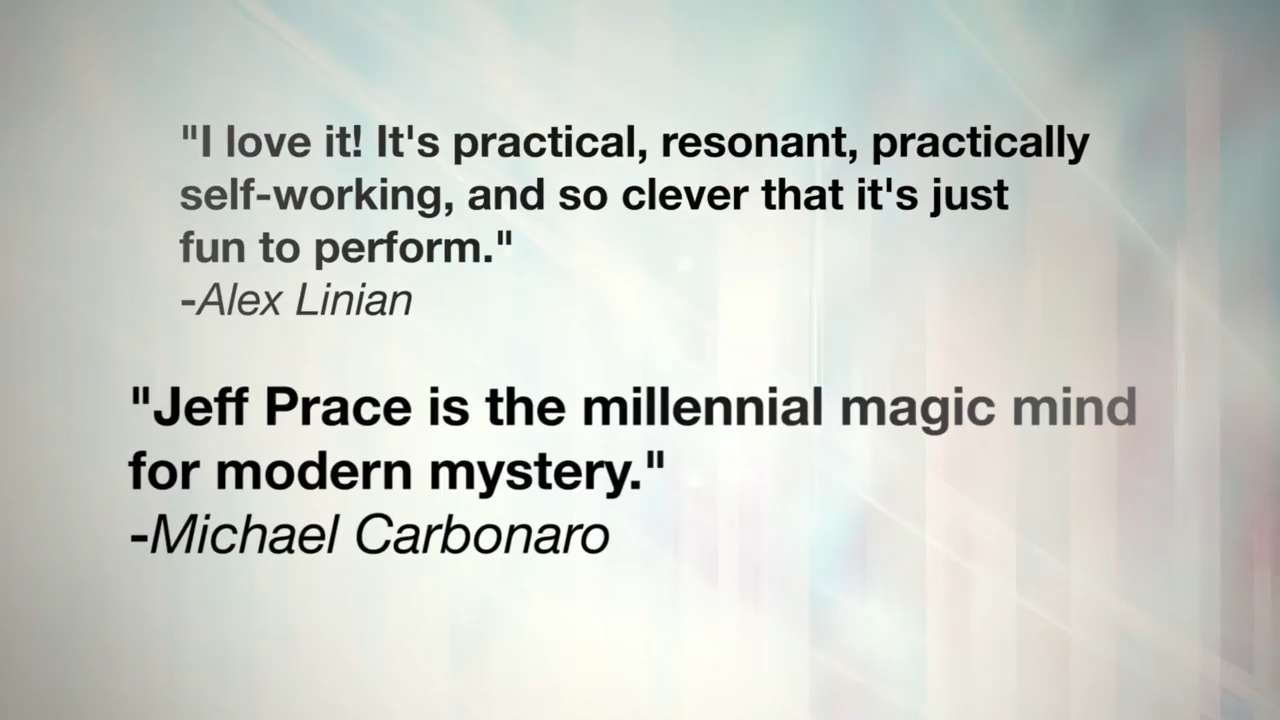 "I love it! It's practical, resonant, practically
self-working, and so clever that it's just
fun to perform."
-Alex Linian
"Jeff Prace is the millennial magic mind
for modern mystery."
-Michael Carbonaro